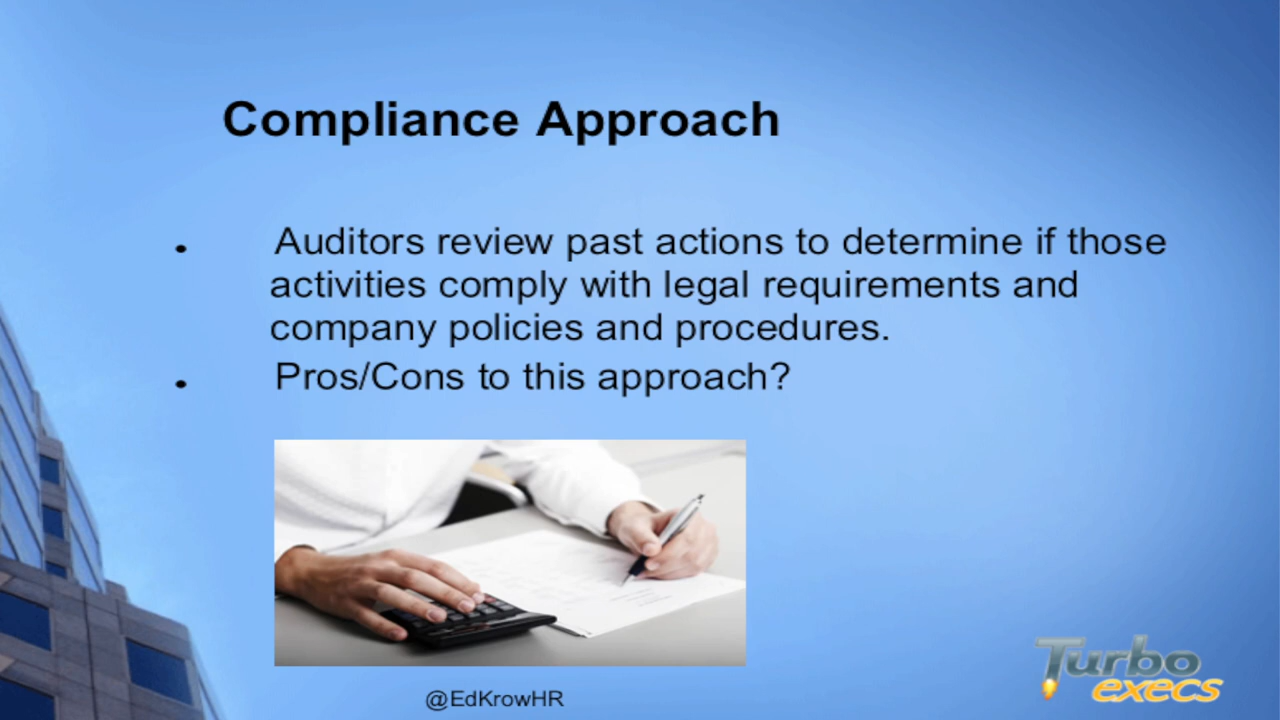 Compliance Approach
• Auditors review past actions to determine if those
activities comply with legal requirements and
company policies and procedures.
• Pros/Cons to this approach?
@EdKrowHR
Turbo
execs